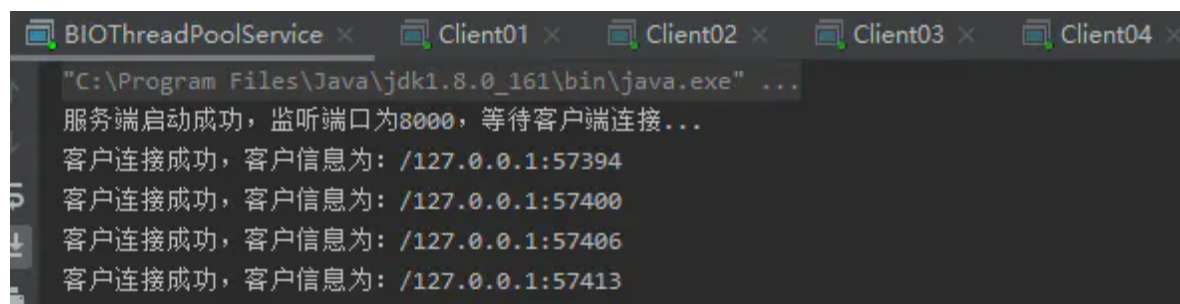 BIOThreadPoolService Client01 Client02 Client03 Client04
"C:\Program Files\Java\jdk1.8.0_161\bin\java.exe" ...
服务端启动成功，监听端口为8000，等待客户端连接...
客户连接成功，客户信息为：/127.0.0.1:57394
客户连接成功，客户信息为：/127.0.0.1:57400
客户连接成功，客户信息为：/127.0.0.1:57406
客户连接成功，客户信息为：/127.0.0.1:57413